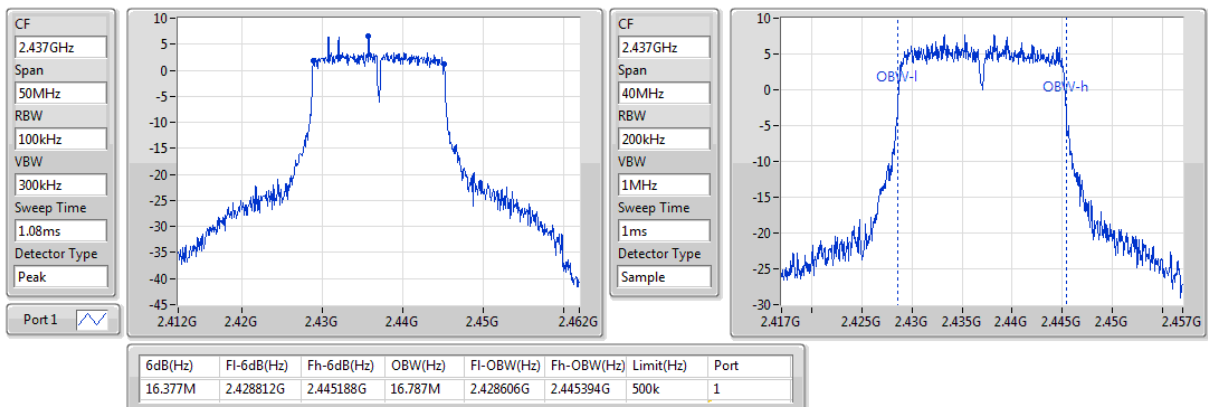 CF
2.437GHz
Span
50MHz
RBW
100kHz
VBW
300kHz
Sweep Time
1.08ms
Detector Type
Peak
Port 1
10
5
0
-5
-10
-15
-20
-25
-30
-35
-40
-45
2.412G 2.42G 2.43G 2.44G 2.45G 2.462G
CF
2.437GHz
Span
40MHz
RBW
200kHz
VBW
1MHz
Sweep Time
1ms
Detector Type
Sample
10
5
0
-5
-10
-15
-20
-25
-30
OBW-l
OBW-h
2.417G 2.425G 2.43G 2.435G 2.44G 2.445G 2.45G 2.457G
6dB(Hz) Fl-6dB(Hz) Fh-6dB(Hz) OBW(Hz) Fl-OBW(Hz) Fh-OBW(Hz) Limit(Hz) Port
16.377M 2.428812G 2.445188G 16.787M 2.428606G 2.445394G 500k 1